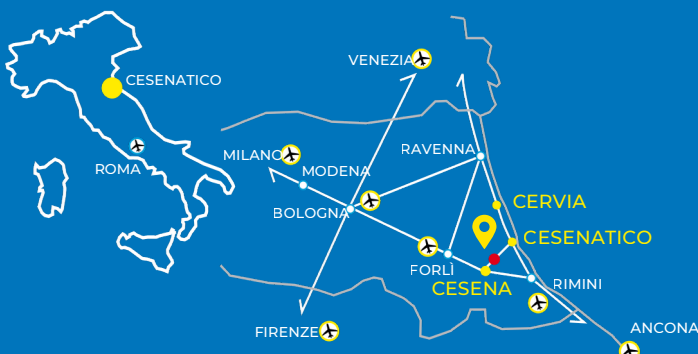 CESENATICO
ROMA
VENEZIA
MILANO
MODENA
RAVENNA
BOLOGNA
CERVIA
CESENATICO
FORLÌ
CESENA
RIMINI
FIRENZE
ANCONA